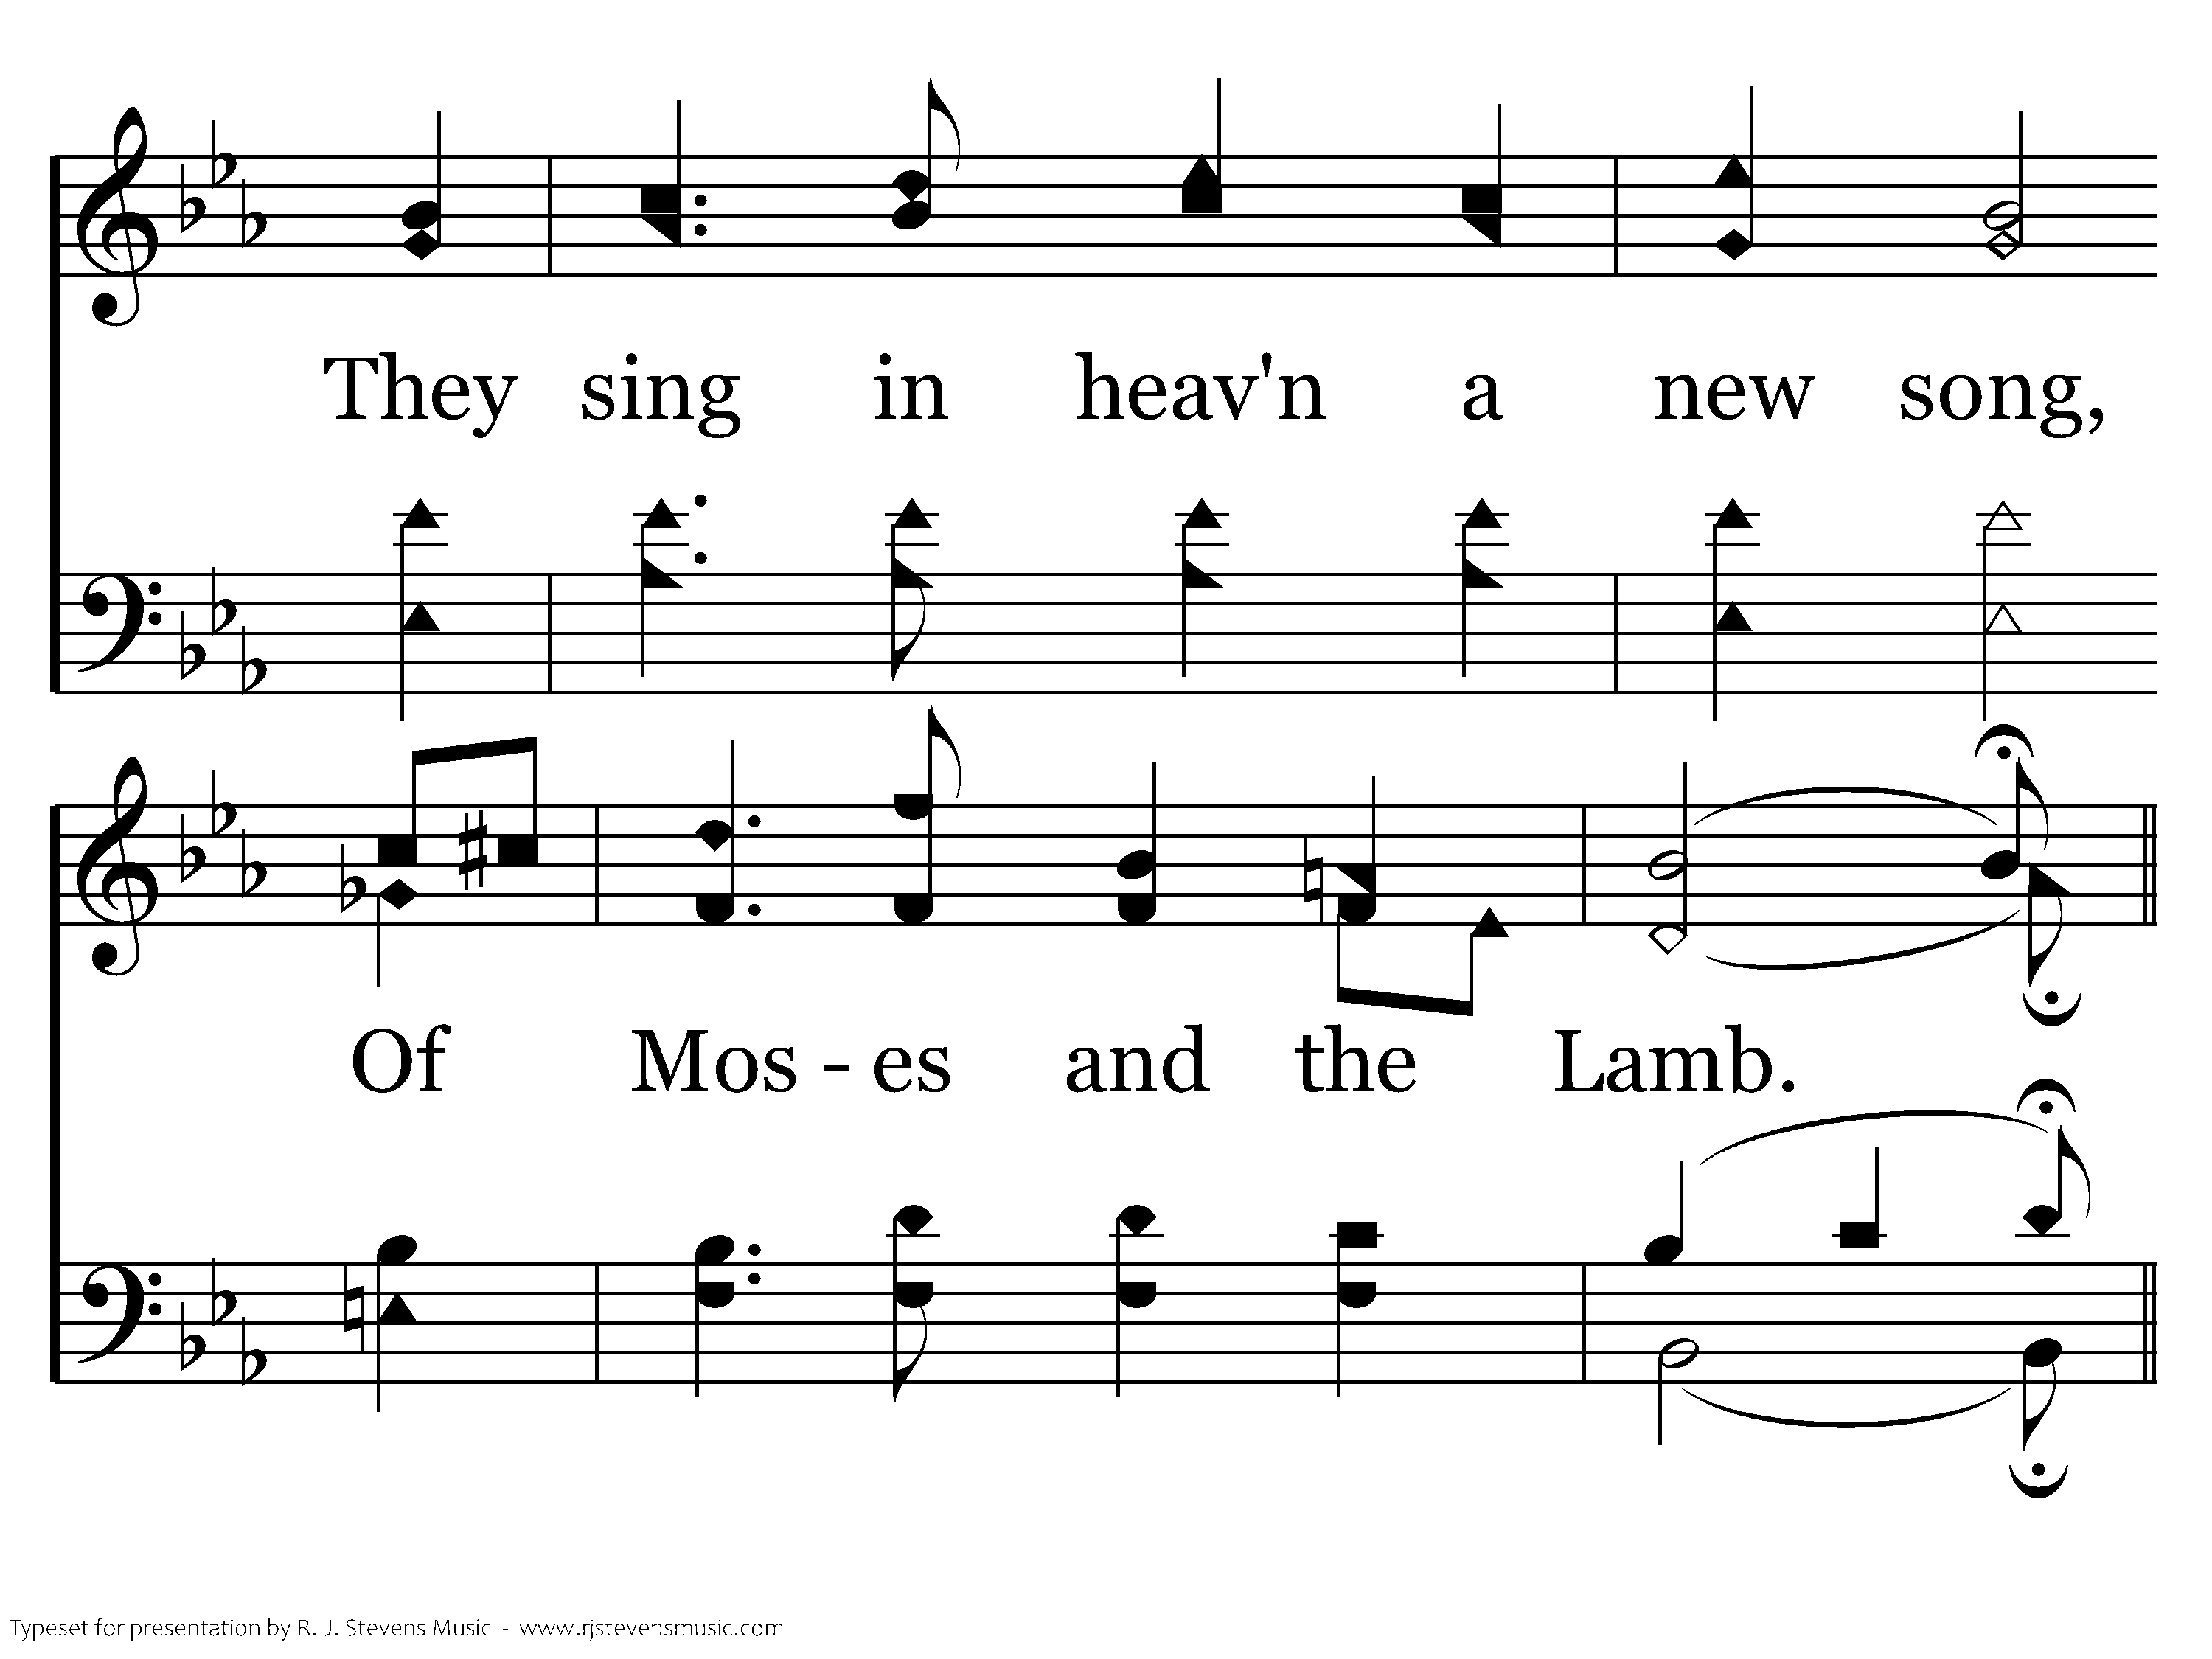 They sing in heav'n a new song,
Of Mos - es and the Lamb.
Typeset for presentation by R. J. Stevens Music - www.rjstevensmusic.com